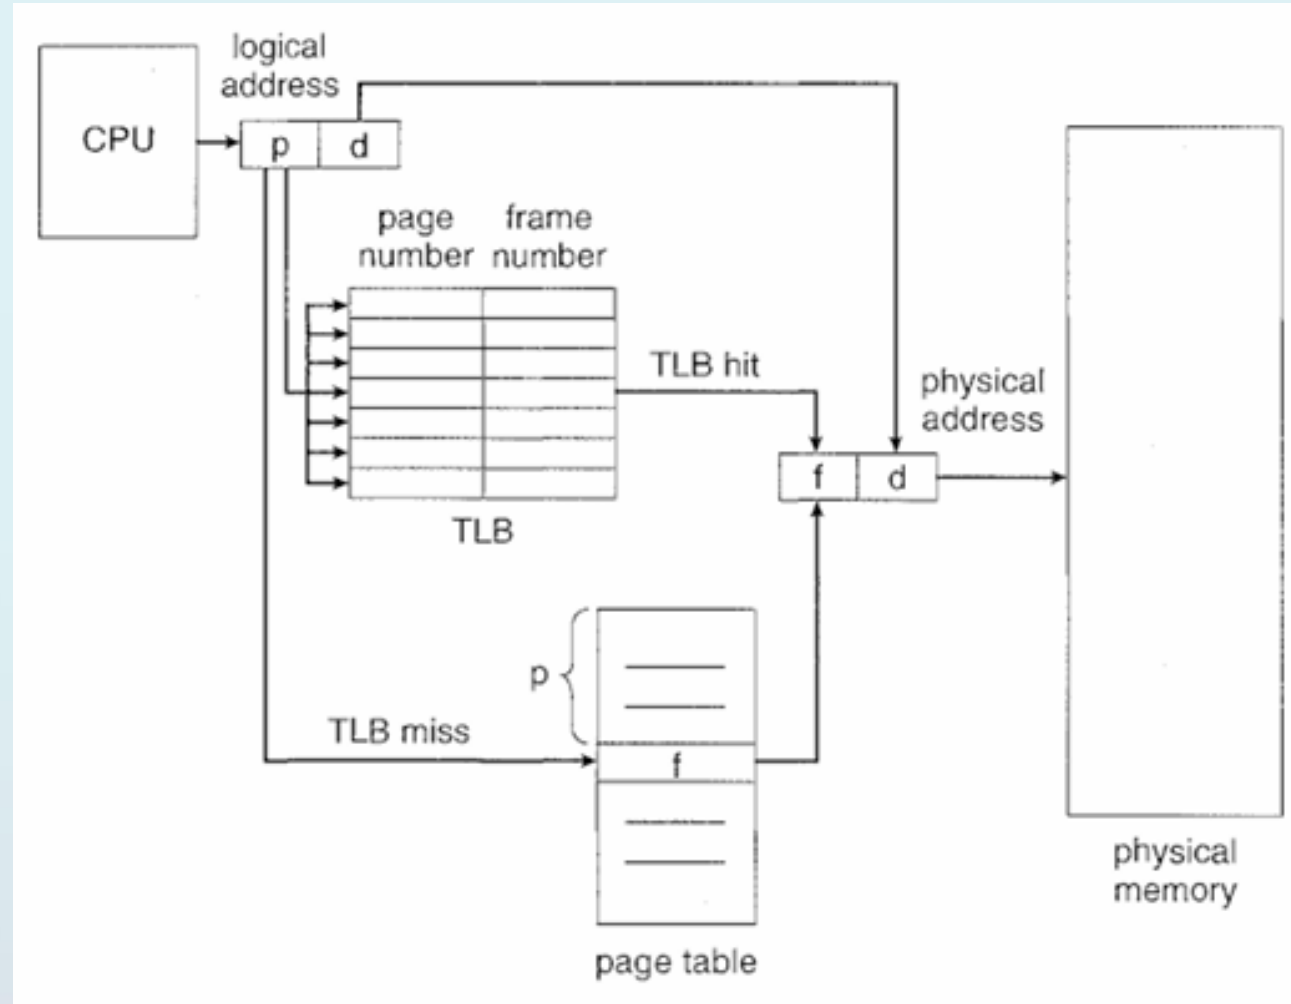 logical
address
CPU
p
d
page
number
frame
number
TLB hit
physical
address
f
d
TLB
p
TLB miss
f
physical
memory
page table